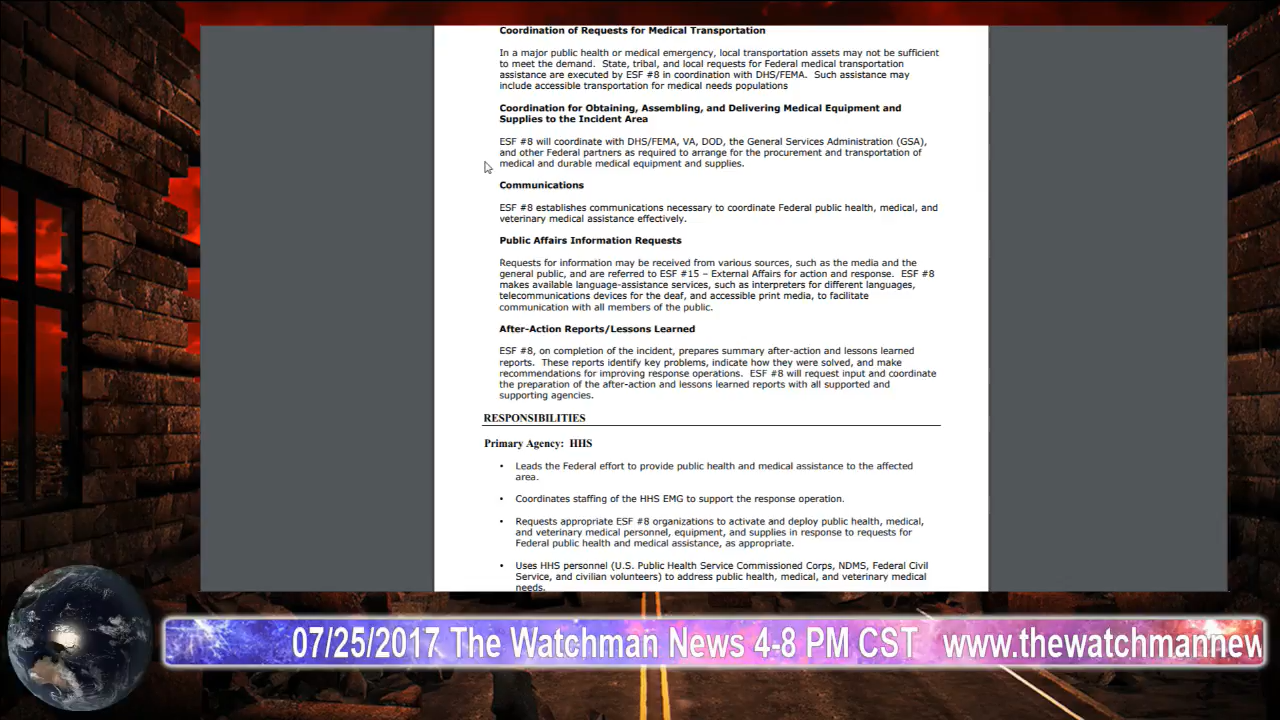 Coordination of Requests for Medical Transportation
In a major public health or medical emergency, local transportation assets may not be sufficient
to meet the demand.  State, tribal, and local requests for Federal medical transportation
assistance are executed by ESF #8 in coordination with DHS/FEMA.  Such assistance may
include accessible transportation for medical needs populations
Coordination for Obtaining, Assembling, and Delivering Medical Equipment and
Supplies to the Incident Area
ESF #8 will coordinate with DHS/FEMA, VA, DOD, the General Services Administration (GSA),
and other Federal partners as required to arrange for the procurement and transportation of
medical and durable medical equipment and supplies.
Communications
ESF #8 establishes communications necessary to coordinate Federal public health, medical, and
veterinary medical assistance effectively.
Public Affairs Information Requests
Requests for information may be received from various sources, such as the media and the
general public, and are referred to ESF #15 – External Affairs for action and response.  ESF #8
makes available language-assistance services, such as interpreters for different languages,
telecommunications devices for the deaf, and accessible print media, to facilitate
communication with all members of the public.
After-Action Reports/Lessons Learned
ESF #8, on completion of the incident, prepares summary after-action and lessons learned
reports.  These reports identify key problems, indicate how they were solved, and make
recommendations for improving response operations.  ESF #8 will request input and coordinate
the preparation of the after-action and lessons learned reports with all supported and
supporting agencies.
RESPONSIBILITIES
Primary Agency:  HHS
• Leads the Federal effort to provide public health and medical assistance to the affected
area.
• Coordinates staffing of the HHS EMG to support the response operation.
• Requests appropriate ESF #8 organizations to activate and deploy public health, medical,
and veterinary medical personnel, equipment, and supplies in response to requests for
Federal public health and medical assistance, as appropriate.
• Uses HHS personnel (U.S. Public Health Service Commissioned Corps, NDMS, Federal Civil
Service, and civilian volunteers) to address public health, medical, and veterinary medical
needs.
07/25/2017 The Watchman News 4-8 PM CST www.thewatchmannew